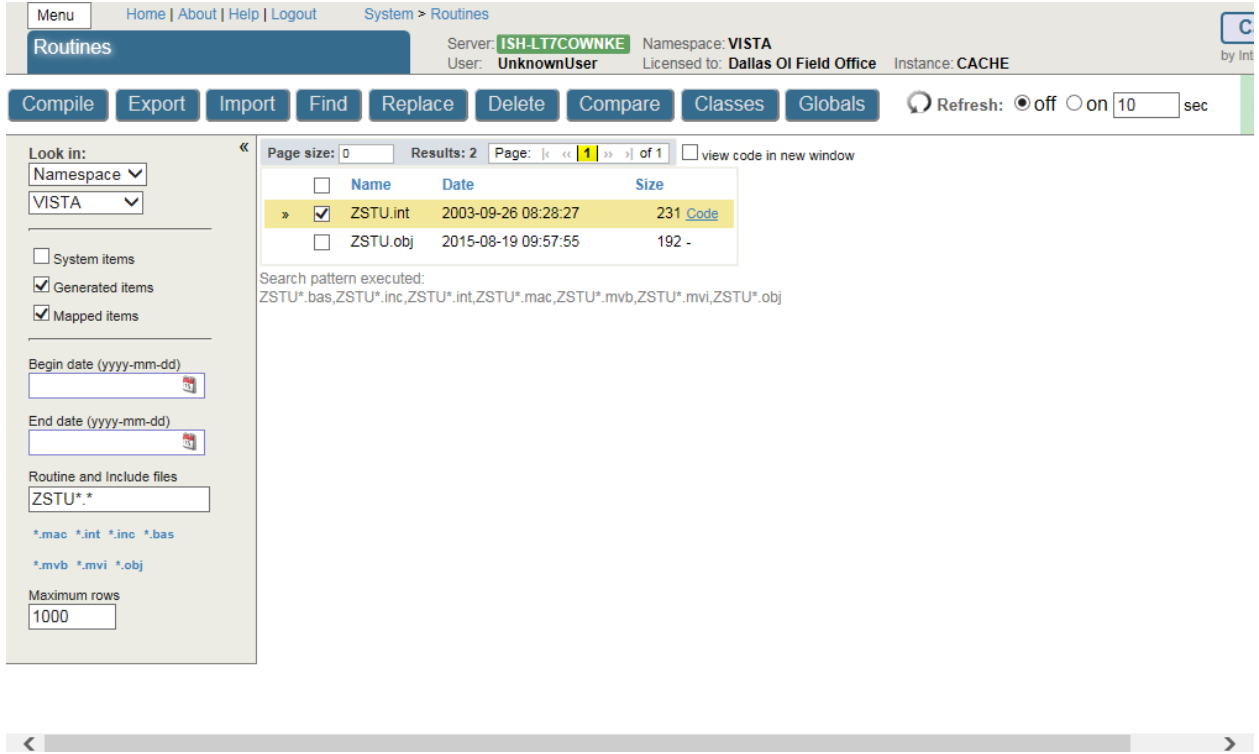 Menu Home | About | Help | Logout System > Routines
Routines
Server: ISH-LT7COWNKE Namespace: VISTA
User: UnknownUser Licensed to: Dallas OI Field Office Instance: CACHE
by Int
Compile Export Import Find Replace Delete Compare Classes Globals Refresh: off on 10 sec
Look in:
Namespace
VISTA
System items
Generated items
Mapped items
Begin date (yyyy-mm-dd)
End date (yyyy-mm-dd)
Routine and Include files
ZSTU*.*
*.mac *.int *.inc *.bas
*.mvb *.mvi *.obj
Maximum rows
1000
«
Page size: 0 Results: 2 Page: |‹ ‹‹ 1 ›› ›| of 1 view code in new window
Name Date Size
» ZSTU.int 2003-09-26 08:28:27 231 Code
ZSTU.obj 2015-08-19 09:57:55 192 -
Search pattern executed:
ZSTU*.bas,ZSTU*.inc,ZSTU*.int,ZSTU*.mac,ZSTU*.mvb,ZSTU*.mvi,ZSTU*.obj